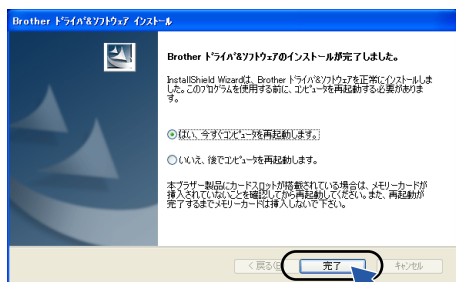 Brother ﾄﾞﾗｲﾊﾞ&ｿﾌﾄｳｪｱ ｲﾝｽﾄｰﾙ
Brother ﾄﾞﾗｲﾊﾞ&ｿﾌﾄｳｪｱのインストールが完了しました。
InstallShield Wizardは、Brother ﾄﾞﾗｲﾊﾞ&ｿﾌﾄｳｪｱを正常にｲﾝｽﾄｰﾙしま
した。このﾌﾟﾛｸﾞﾗﾑを使用する前に、ｺﾝﾋﾟｭｰﾀを再起動する必要がありま
す。
はい、今すぐｺﾝﾋﾟｭｰﾀを再起動します。
いいえ、後でｺﾝﾋﾟｭｰﾀを再起動します。
本ブラザー製品にカードスロットが搭載されている場合は、メモリーカードが
挿入されていないことを確認してから再起動してください。また、再起動が
完了するまでメモリーカードは挿入しないで下さい。
< 戻る(B) 完了 ｷｬﾝｾﾙ